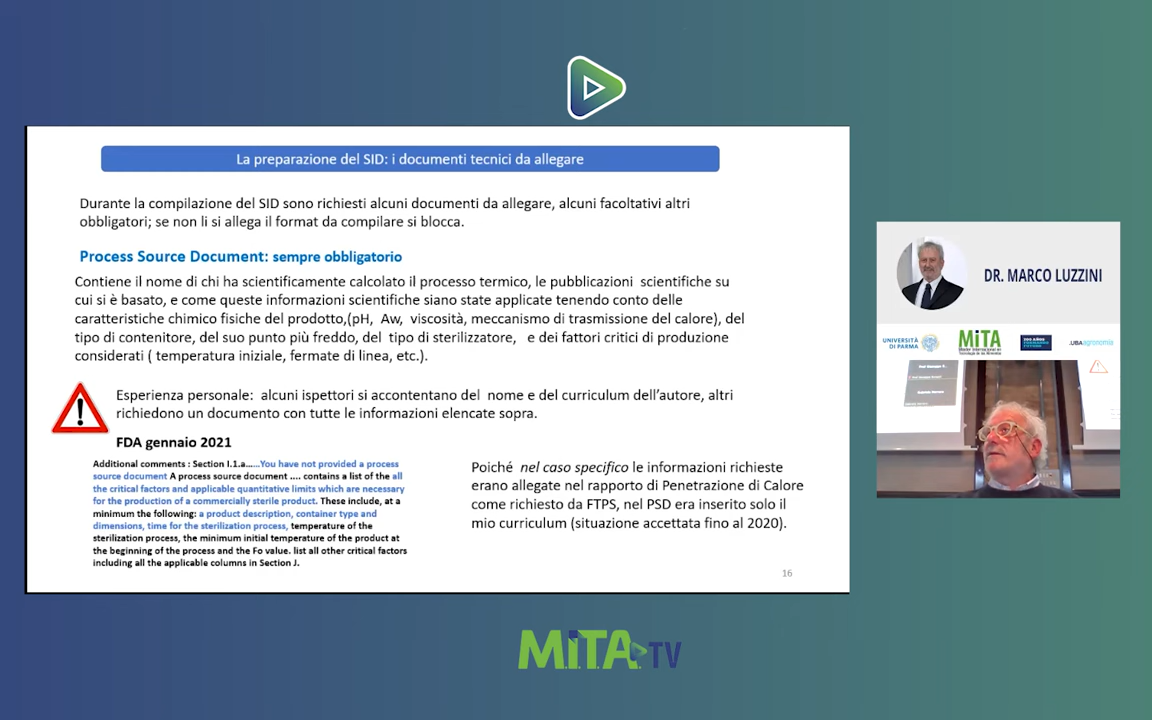 La preparazione del SID: i documenti tecnici da allegare
Durante la compilazione del SID sono richiesti alcuni documenti da allegare, alcuni facoltativi altri
obbligatori; se non li si allega il format da compilare si blocca.
Process Source Document: sempre obbligatorio
Contiene il nome di chi ha scientificamente calcolato il processo termico, le pubblicazioni scientifiche su
cui si è basato, e come queste informazioni scientifiche siano state applicate tenendo conto delle
caratteristiche chimico fisiche del prodotto,(pH, Aw, viscosità, meccanismo di trasmissione del calore), del
tipo di contenitore, del suo punto più freddo, del tipo di sterilizzatore, e dei fattori critici di produzione
considerati ( temperatura iniziale, fermate di linea, etc.).
Esperienza personale: alcuni ispettori si accontentano del nome e del curriculum dell'autore, altri
richiedono un documento con tutte le informazioni elencate sopra.
FDA gennaio 2021
Additional comments : Section I.1.a.....You have not provided a process
source document A process source document .... contains a list of the all
the critical factors and applicable quantitative limits which are necessary
for the production of a commercially sterile product. These include, at a
minimum the following: a product description, container type and
dimensions, time for the sterilization process, temperature of the
sterilization process, the minimum initial temperature of the product at
the beginning of the process and the Fo value. list all other critical factors
including all the applicable columns in Section J.
Poiché nel caso specifico le informazioni richieste
erano allegate nel rapporto di Penetrazione di Calore
come richiesto da FTPS, nel PSD era inserito solo il
mio curriculum (situazione accettata fino al 2020).
16
DR. MARCO LUZZINI
UNIVERSITÀ
DI PARMA
MiTA
.UBAagronomia
M.i.T.A. TV